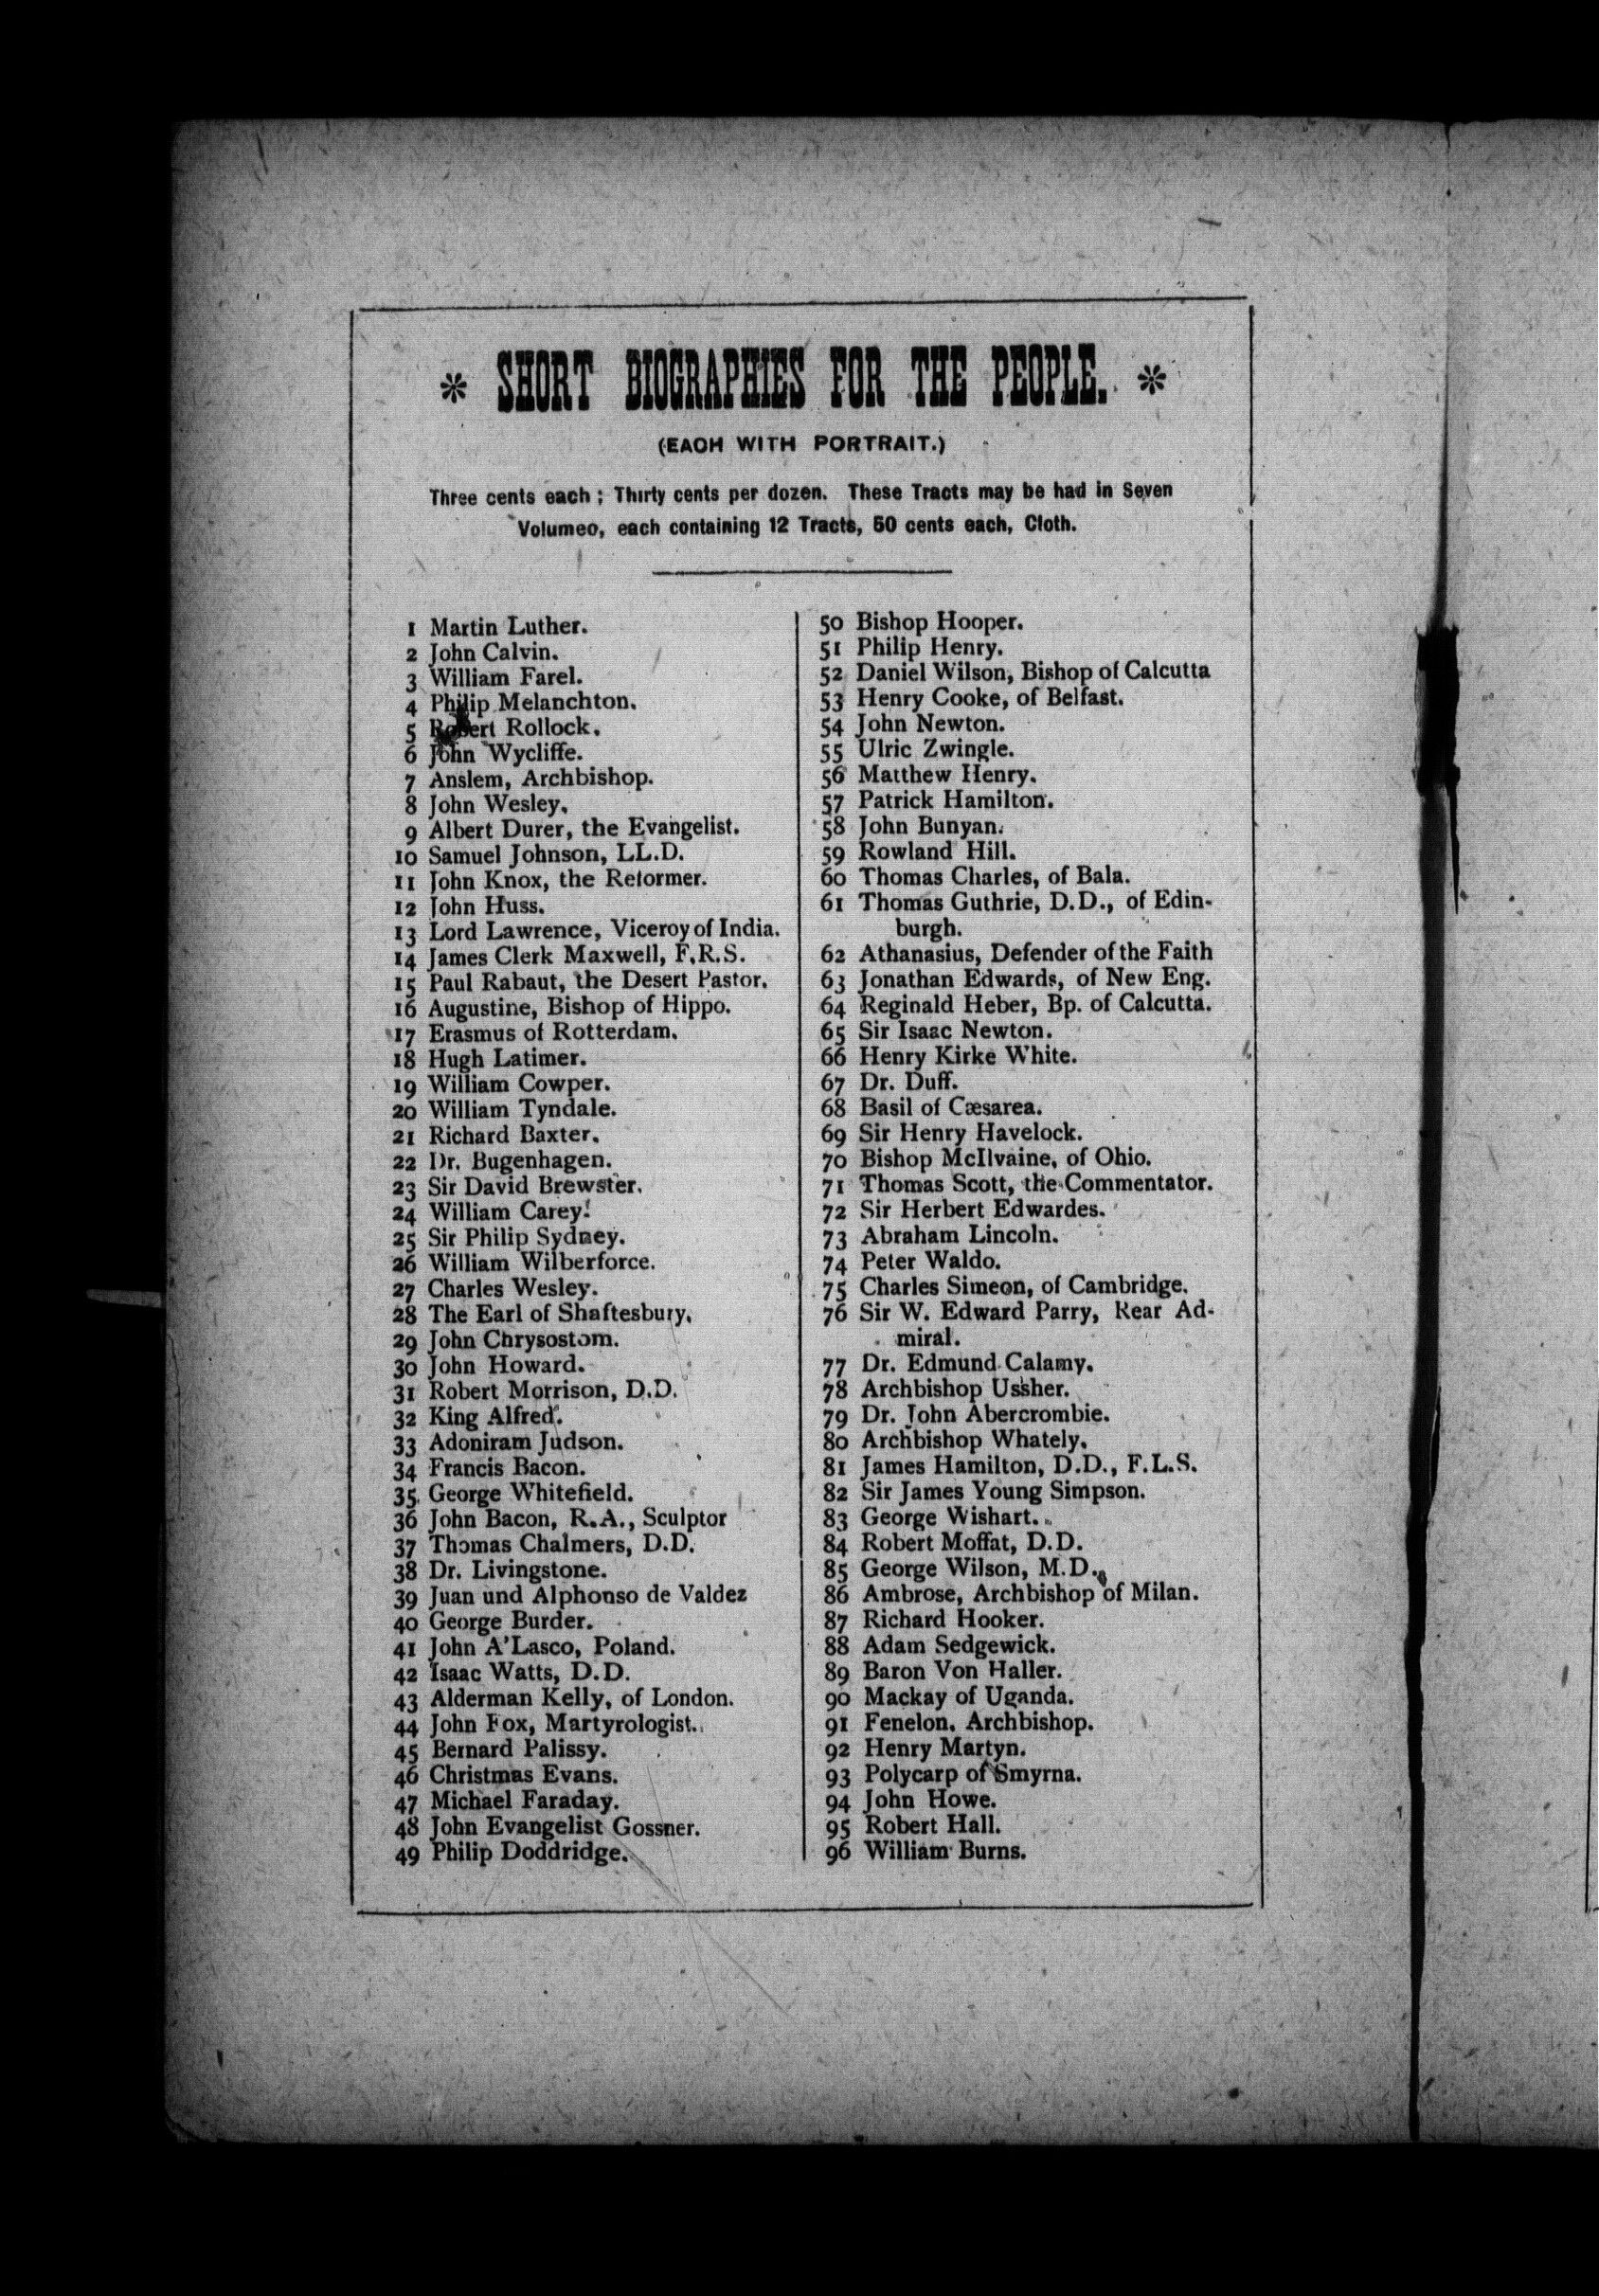 * SHORT BIOGRAPHIES FOR THE PEOPLE. *
(EACH WITH PORTRAIT.)
Three cents each; Thirty cents per dozen. These Tracts may be had in Seven
Volumeo, each containing 12 Tracts, 50 cents each, Cloth.
1 Martin Luther.
2 John Calvin.
3 William Farel.
4 Philip Melanchton.
5 Robert Rollock.
6 John Wycliffe.
7 Anslem, Archbishop.
8 John Wesley.
9 Albert Durer, the Evangelist.
10 Samuel Johnson, LL.D.
11 John Knox, the Reformer.
12 John Huss.
13 Lord Lawrence, Viceroy of India.
14 James Clerk Maxwell, F.R.S.
15 Paul Rabaut, the Desert Pastor.
16 Augustine, Bishop of Hippo.
17 Erasmus of Rotterdam.
18 Hugh Latimer.
19 William Cowper.
20 William Tyndale.
21 Richard Baxter.
22 Dr. Bugenhagen.
23 Sir David Brewster.
24 William Carey.
25 Sir Philip Sydney.
26 William Wilberforce.
27 Charles Wesley.
28 The Earl of Shaftesbury.
29 John Chrysostom.
30 John Howard.
31 Robert Morrison, D.D.
32 King Alfred.
33 Adoniram Judson.
34 Francis Bacon.
35 George Whitefield.
36 John Bacon, R.A., Sculptor
37 Thomas Chalmers, D.D.
38 Dr. Livingstone.
39 Juan und Alphonso de Valdez
40 George Burder.
41 John A'Lasco, Poland.
42 Isaac Watts, D.D.
43 Alderman Kelly, of London.
44 John Fox, Martyrologist.
45 Bernard Palissy.
46 Christmas Evans.
47 Michael Faraday.
48 John Evangelist Gossner.
49 Philip Doddridge.
50 Bishop Hooper.
51 Philip Henry.
52 Daniel Wilson, Bishop of Calcutta
53 Henry Cooke, of Belfast.
54 John Newton.
55 Ulric Zwingle.
56 Matthew Henry.
57 Patrick Hamilton.
58 John Bunyan.
59 Rowland Hill.
60 Thomas Charles, of Bala.
61 Thomas Guthrie, D.D., of Edin-
burgh.
62 Athanasius, Defender of the Faith
63 Jonathan Edwards, of New Eng.
64 Reginald Heber, Bp. of Calcutta.
65 Sir Isaac Newton.
66 Henry Kirke White.
67 Dr. Duff.
68 Basil of Cæsarea.
69 Sir Henry Havelock.
70 Bishop McIlvaine, of Ohio.
71 Thomas Scott, the Commentator.
72 Sir Herbert Edwardes.
73 Abraham Lincoln.
74 Peter Waldo.
75 Charles Simeon, of Cambridge.
76 Sir W. Edward Parry, Rear Ad-
miral.
77 Dr. Edmund Calamy.
78 Archbishop Ussher.
79 Dr. John Abercrombie.
80 Archbishop Whately.
81 James Hamilton, D.D., F.L.S.
82 Sir James Young Simpson.
83 George Wishart.
84 Robert Moffat, D.D.
85 George Wilson, M.D.
86 Ambrose, Archbishop of Milan.
87 Richard Hooker.
88 Adam Sedgewick.
89 Baron Von Haller.
90 Mackay of Uganda.
91 Fenelon, Archbishop.
92 Henry Martyn.
93 Polycarp of Smyrna.
94 John Howe.
95 Robert Hall.
96 William Burns.